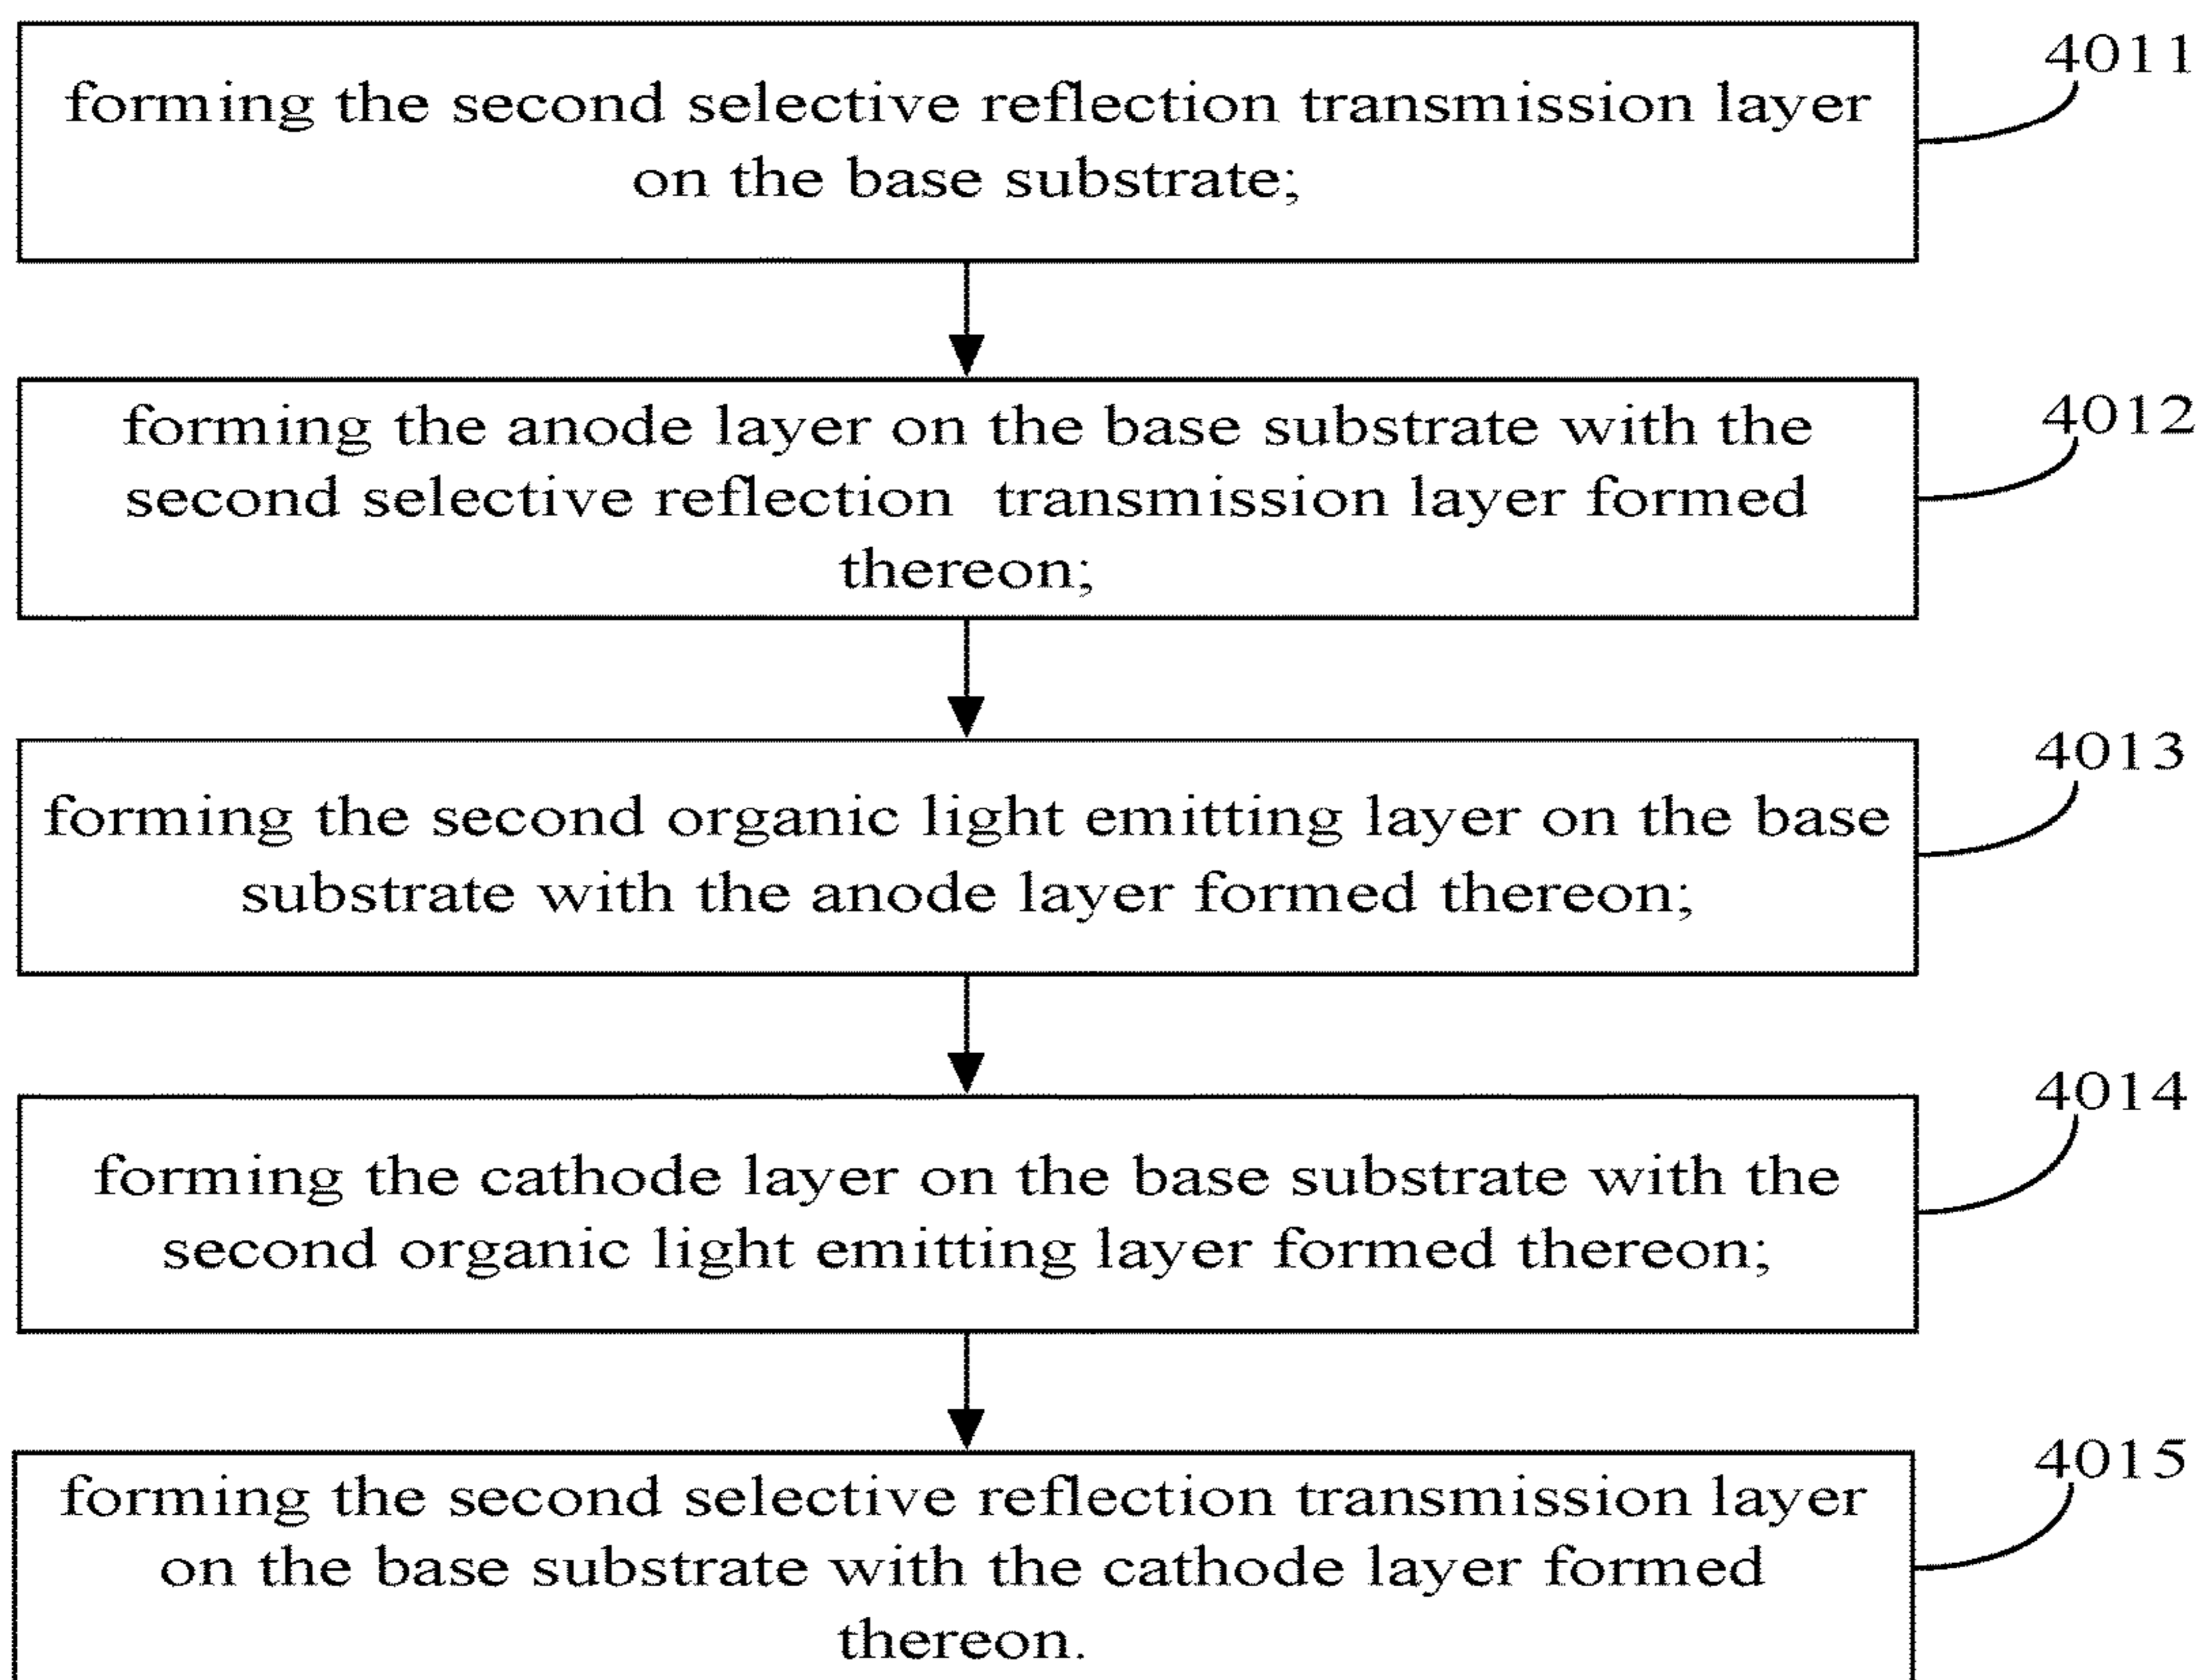 4011
forming the second selective reflection transmission layer
on the base substrate;
4012
forming the anode layer on the base substrate with the
second selective reflection transmission layer formed
thereon;
4013
forming the second organic light emitting layer on the base
substrate with the anode layer formed thereon;
4014
forming the cathode layer on the base substrate with the
second organic light emitting layer formed thereon;
4015
forming the second selective reflection transmission layer
on the base substrate with the cathode layer formed
thereon.